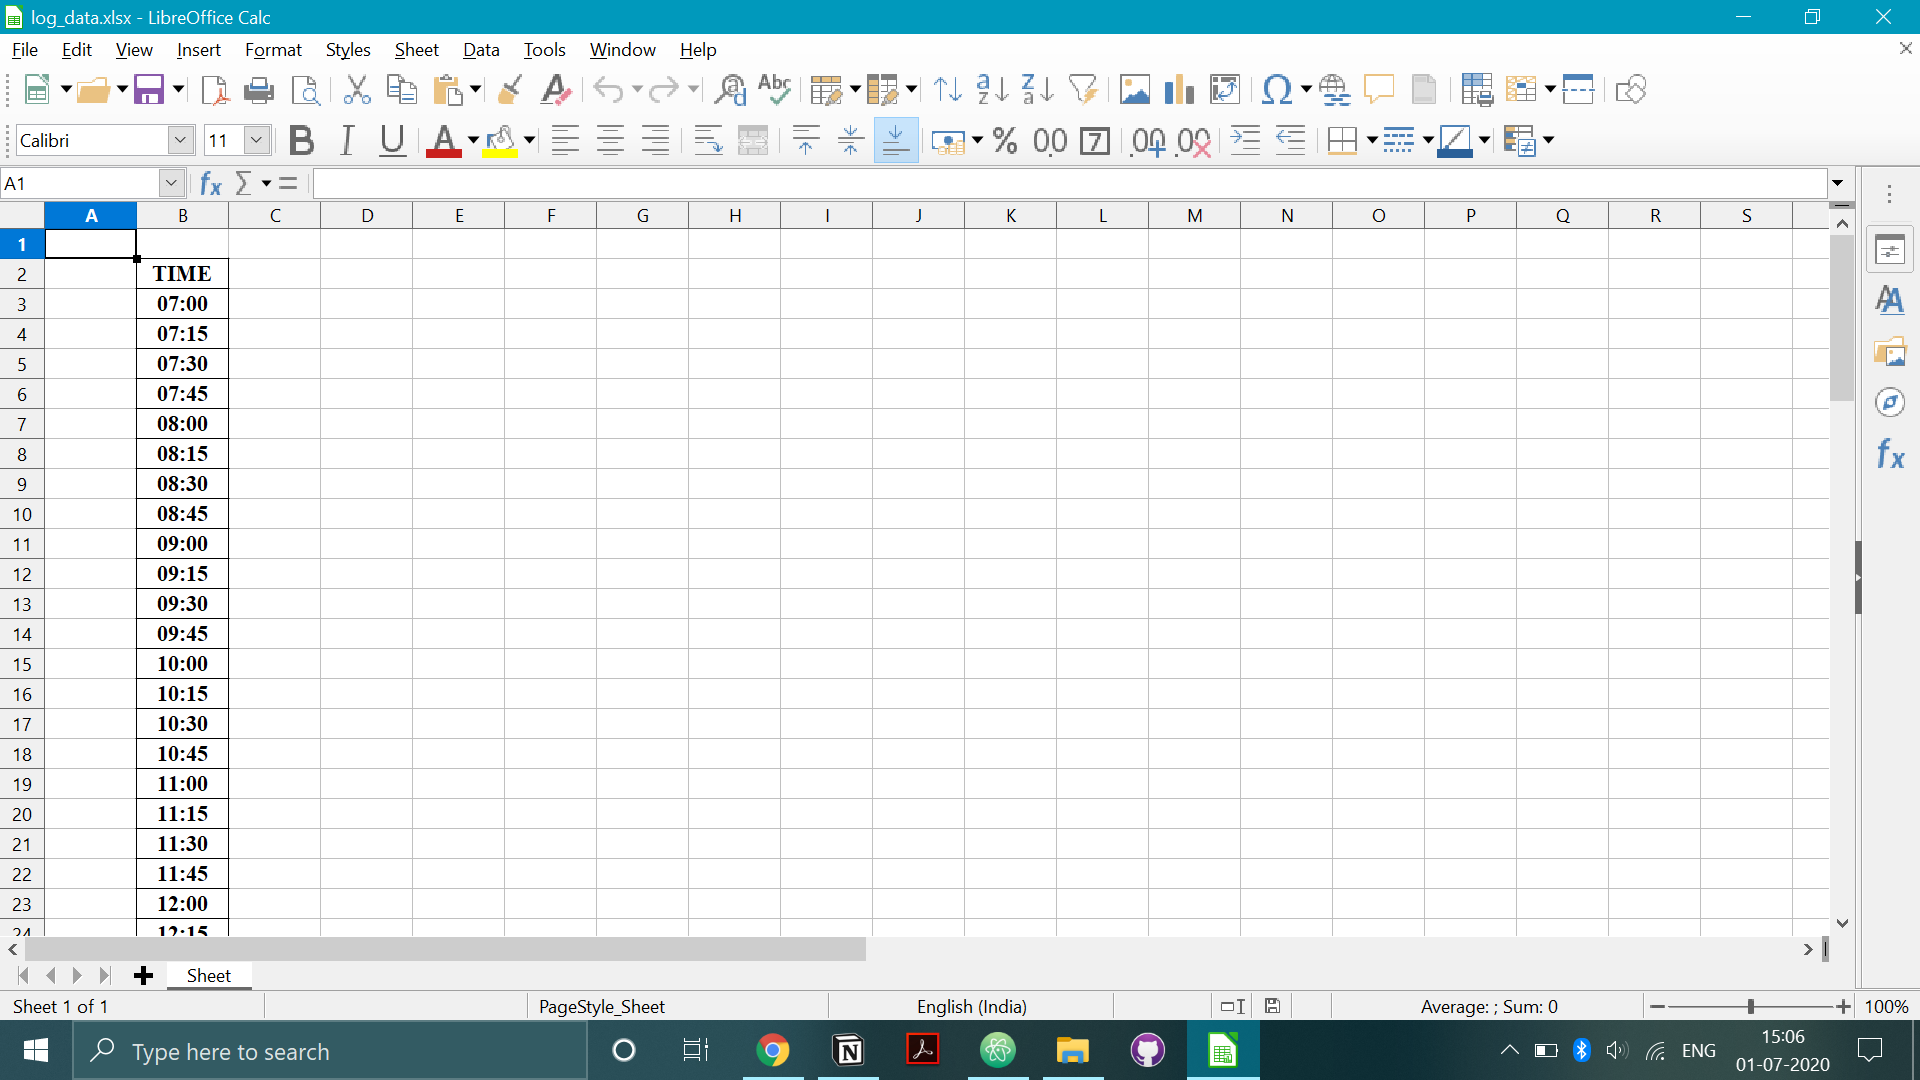 log_data.xlsx - LibreOffice Calc
File Edit View Insert Format Styles Sheet Data Tools Window Help
Calibri 11
A1
A B C D E F G H I J K L M N O P Q R S
1
2 TIME
3 07:00
4 07:15
5 07:30
6 07:45
7 08:00
8 08:15
9 08:30
10 08:45
11 09:00
12 09:15
13 09:30
14 09:45
15 10:00
16 10:15
17 10:30
18 10:45
19 11:00
20 11:15
21 11:30
22 11:45
23 12:00
24 12:15
Sheet
Sheet 1 of 1 PageStyle_Sheet English (India) Average: ; Sum: 0 100%
Type here to search ENG 15:06
01-07-2020